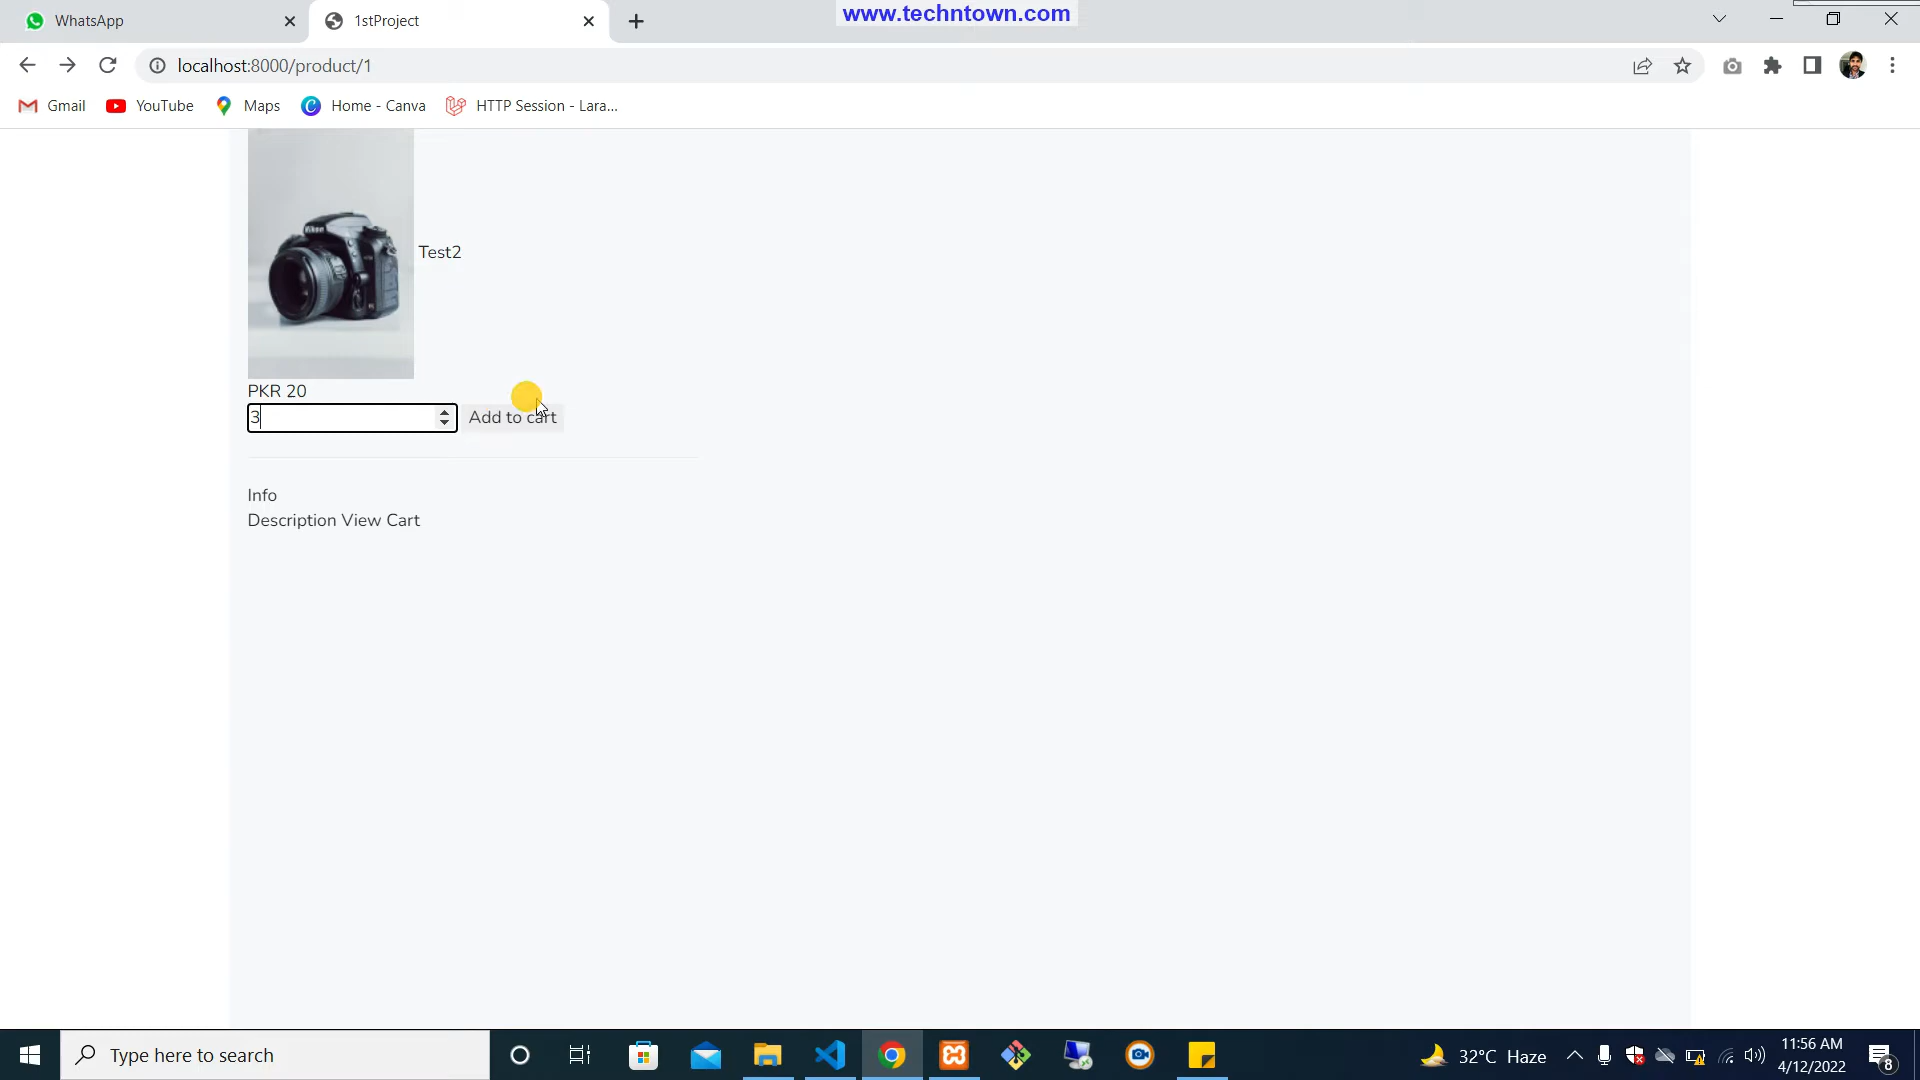 WhatsApp
1stProject
www.techntown.com
localhost:8000/product/1
Gmail
YouTube
Maps
Home - Canva
HTTP Session - Lara...
Nikon
Test2
PKR 20
3
Add to cart
Info
Description View Cart
Type here to search
32°C Haze
11:56 AM
4/12/2022
8